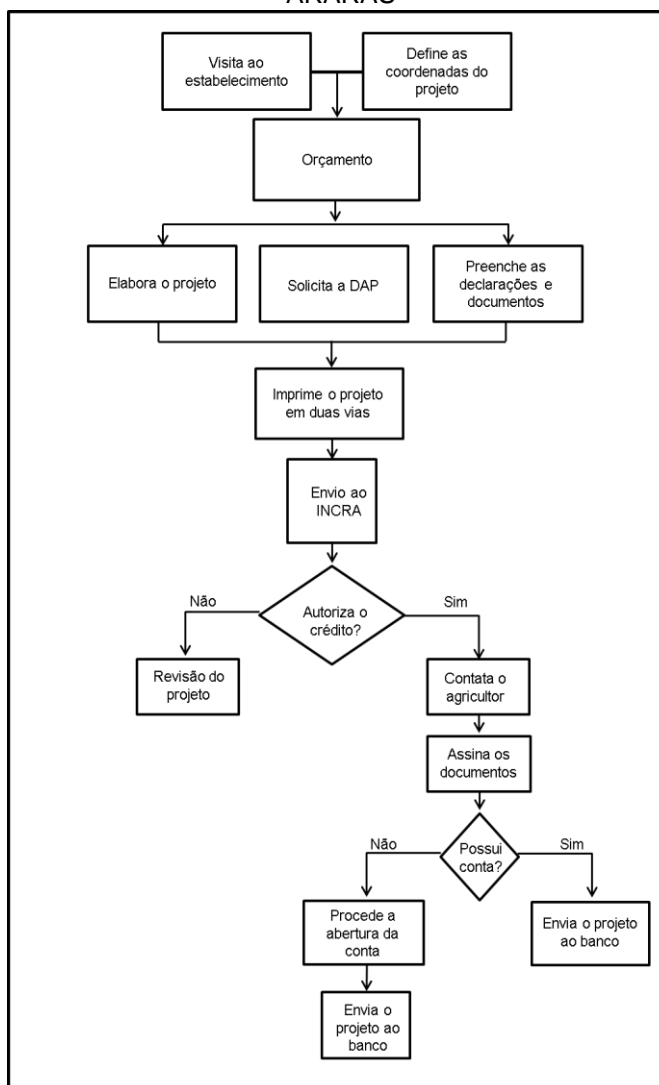 Visita ao
estabelecimento
Define as
coordenadas do
projeto
Orçamento
Elabora o projeto
Solicita a DAP
Preenche as
declarações e
documentos
Imprime o projeto
em duas vias
Envio ao
INCRA
Não
Autoriza o
crédito?
Sim
Revisão do
projeto
Contata o
agricultor
Assina os
documentos
Não
Possui
conta?
Sim
Procede a
abertura da
conta
Envia o projeto
ao banco
Envia o
projeto ao
banco